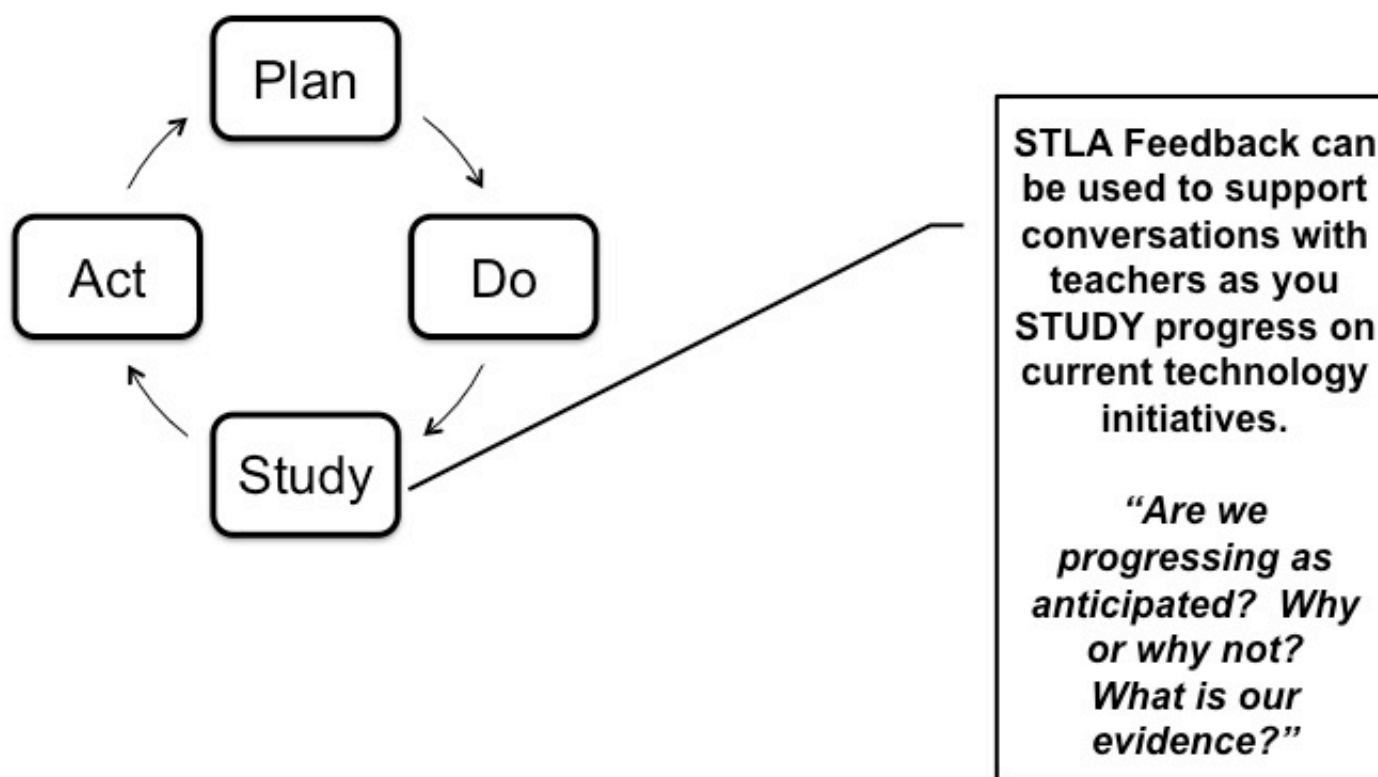 Plan
Act
Do
Study
STLA Feedback can
be used to support
conversations with
teachers as you
STUDY progress on
current technology
initiatives.
“Are we
progressing as
anticipated?  Why
or why not?
What is our
evidence?”